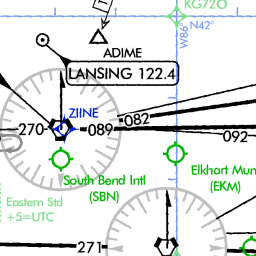 KG72O
N42°
W86°
ADIME
LANSING 122.4
ZIINE
270
089
082
092
South Bend Intl
(SBN)
Elkhart Mun
(EKM)
Eastern Std
+5=UTC
271